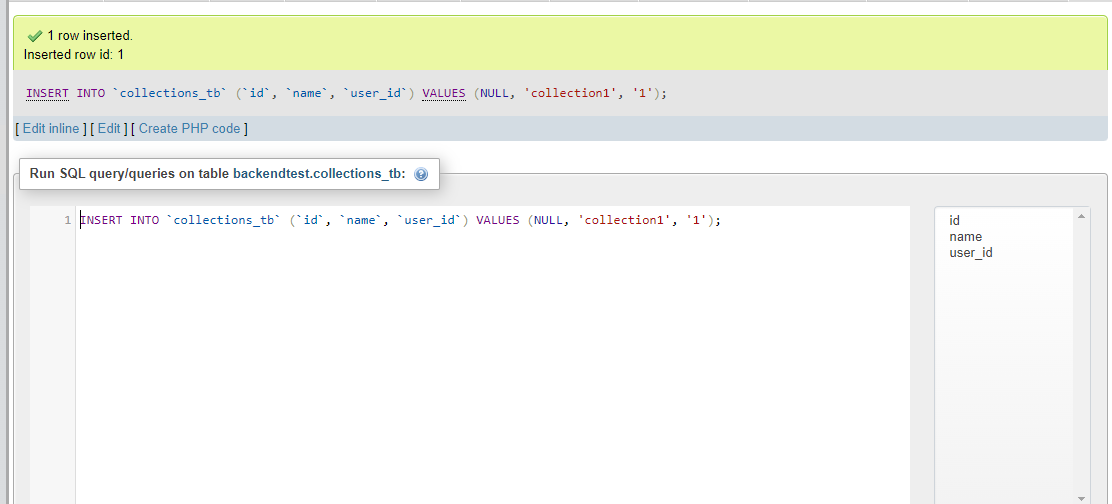 1 row inserted.
Inserted row id: 1
INSERT INTO `collections_tb` (`id`, `name`, `user_id`) VALUES (NULL, 'collection1', '1');
[ Edit inline ] [ Edit ] [ Create PHP code ]
Run SQL query/queries on table backendtest.collections_tb:
1 INSERT INTO `collections_tb` (`id`, `name`, `user_id`) VALUES (NULL, 'collection1', '1');
id
name
user_id